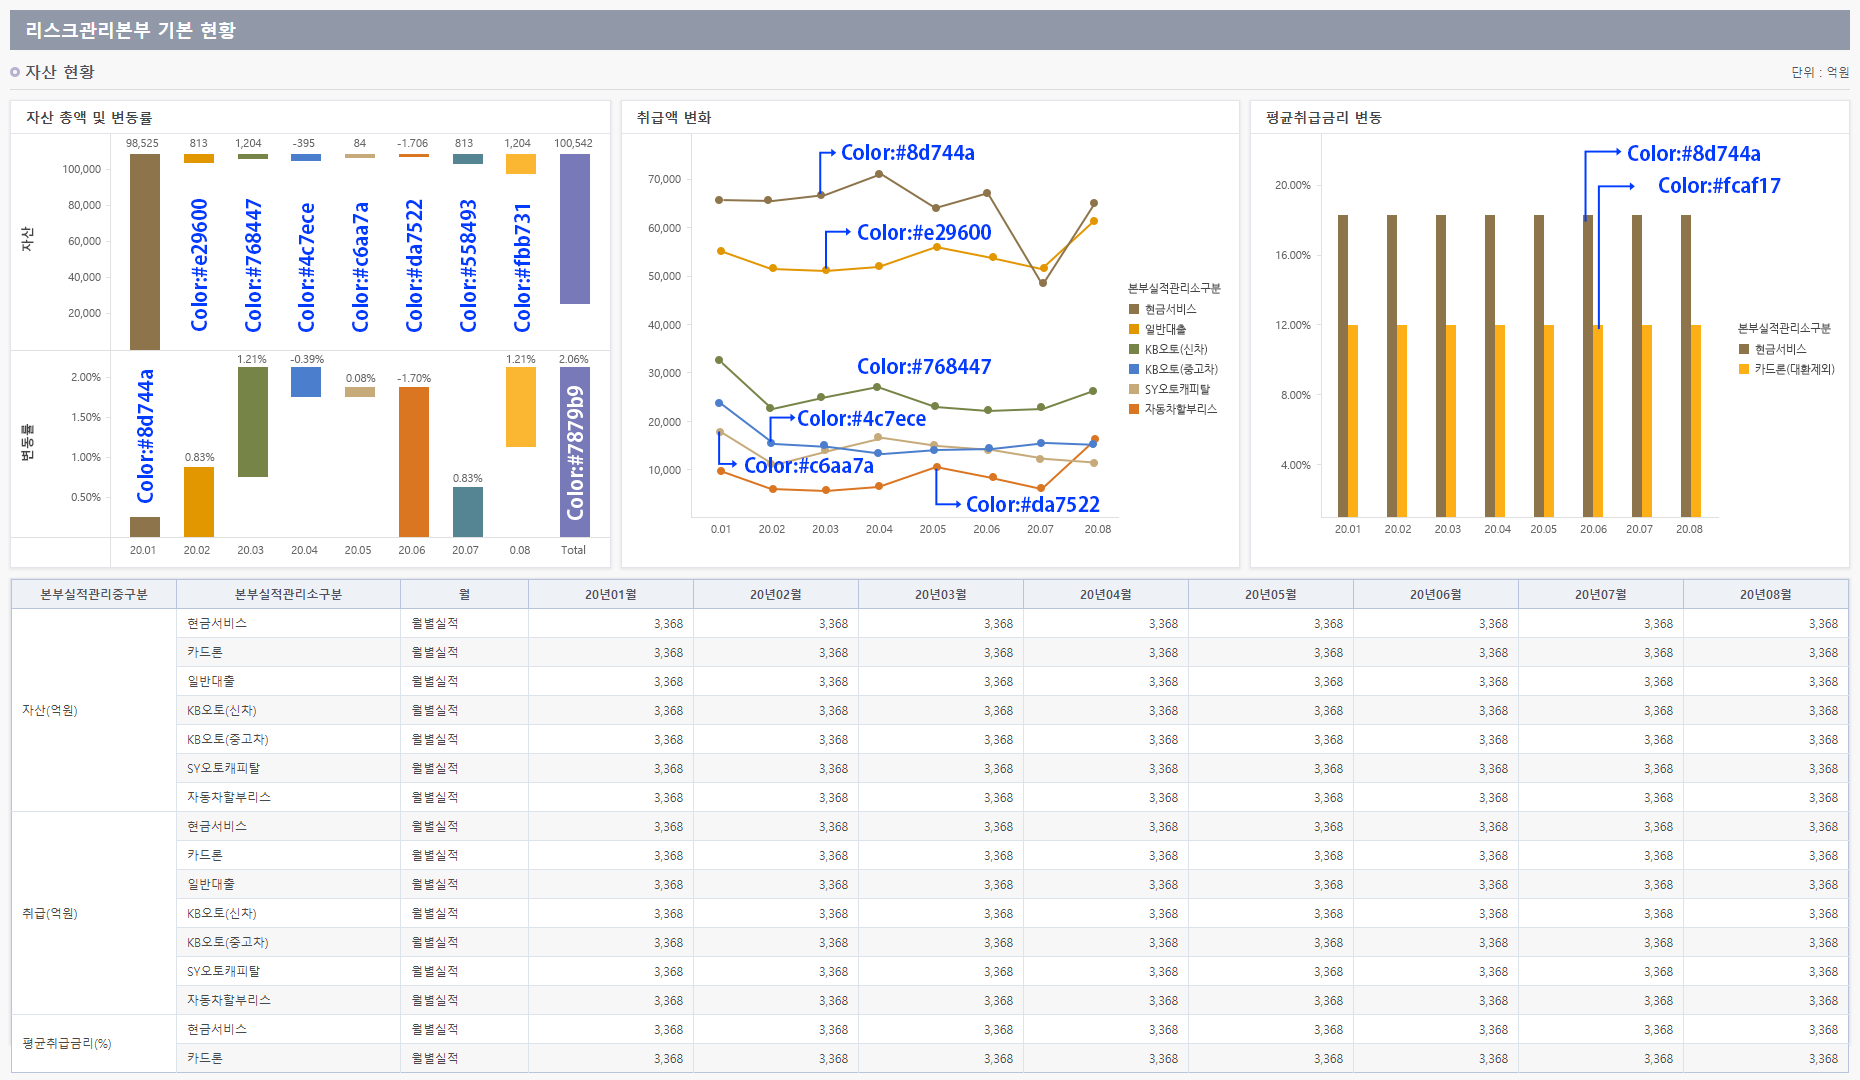 리스크관리본부 기본 현황
자산 현황
단위 : 억원
자산 총액 및 변동률
98,525 813 1,204 -395 84 -1.706 813 1,204 100,542
100,000
80,000
60,000
40,000
20,000
자산
Color:#e29600
Color:#768447
Color:#4c7ece
Color:#c6aa7a
Color:#da7522
Color:#558493
Color:#fbb731
1.21% -0.39% 0.08% -1.70% 1.21% 2.06%
0.83% 0.83%
2.00%
1.50%
1.00%
0.50%
변동률
Color:#8d744a
Color:#7879b9
20.01 20.02 20.03 20.04 20.05 20.06 20.07 0.08 Total
취급액 변화
70,000
60,000
50,000
40,000
30,000
20,000
10,000
Color:#8d744a
Color:#e29600
Color:#768447
Color:#4c7ece
Color:#c6aa7a
Color:#da7522
0.01 20.02 20.03 20.04 20.05 20.06 20.07 20.08
본부실적관리소구분
현금서비스
일반대출
KB오토(신차)
KB오토(중고차)
SY오토캐피탈
자동차할부리스
평균취급금리 변동
20.00%
16.00%
12.00%
8.00%
4.00%
Color:#8d744a
Color:#fcaf17
20.01 20.02 20.03 20.04 20.05 20.06 20.07 20.08
본부실적관리소구분
현금서비스
카드론(대환제외)
본부실적관리중구분 본부실적관리소구분 월 20년01월 20년02월 20년03월 20년04월 20년05월 20년06월 20년07월 20년08월
자산(억원)
현금서비스 월별실적 3,368 3,368 3,368 3,368 3,368 3,368 3,368 3,368
카드론 월별실적 3,368 3,368 3,368 3,368 3,368 3,368 3,368 3,368
일반대출 월별실적 3,368 3,368 3,368 3,368 3,368 3,368 3,368 3,368
KB오토(신차) 월별실적 3,368 3,368 3,368 3,368 3,368 3,368 3,368 3,368
KB오토(중고차) 월별실적 3,368 3,368 3,368 3,368 3,368 3,368 3,368 3,368
SY오토캐피탈 월별실적 3,368 3,368 3,368 3,368 3,368 3,368 3,368 3,368
자동차할부리스 월별실적 3,368 3,368 3,368 3,368 3,368 3,368 3,368 3,368
취급(억원)
현금서비스 월별실적 3,368 3,368 3,368 3,368 3,368 3,368 3,368 3,368
카드론 월별실적 3,368 3,368 3,368 3,368 3,368 3,368 3,368 3,368
일반대출 월별실적 3,368 3,368 3,368 3,368 3,368 3,368 3,368 3,368
KB오토(신차) 월별실적 3,368 3,368 3,368 3,368 3,368 3,368 3,368 3,368
KB오토(중고차) 월별실적 3,368 3,368 3,368 3,368 3,368 3,368 3,368 3,368
SY오토캐피탈 월별실적 3,368 3,368 3,368 3,368 3,368 3,368 3,368 3,368
자동차할부리스 월별실적 3,368 3,368 3,368 3,368 3,368 3,368 3,368 3,368
평균취급금리(%)
현금서비스 월별실적 3,368 3,368 3,368 3,368 3,368 3,368 3,368 3,368
카드론 월별실적 3,368 3,368 3,368 3,368 3,368 3,368 3,368 3,368